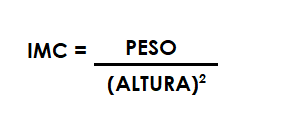 IMC = PESO
(ALTURA)²